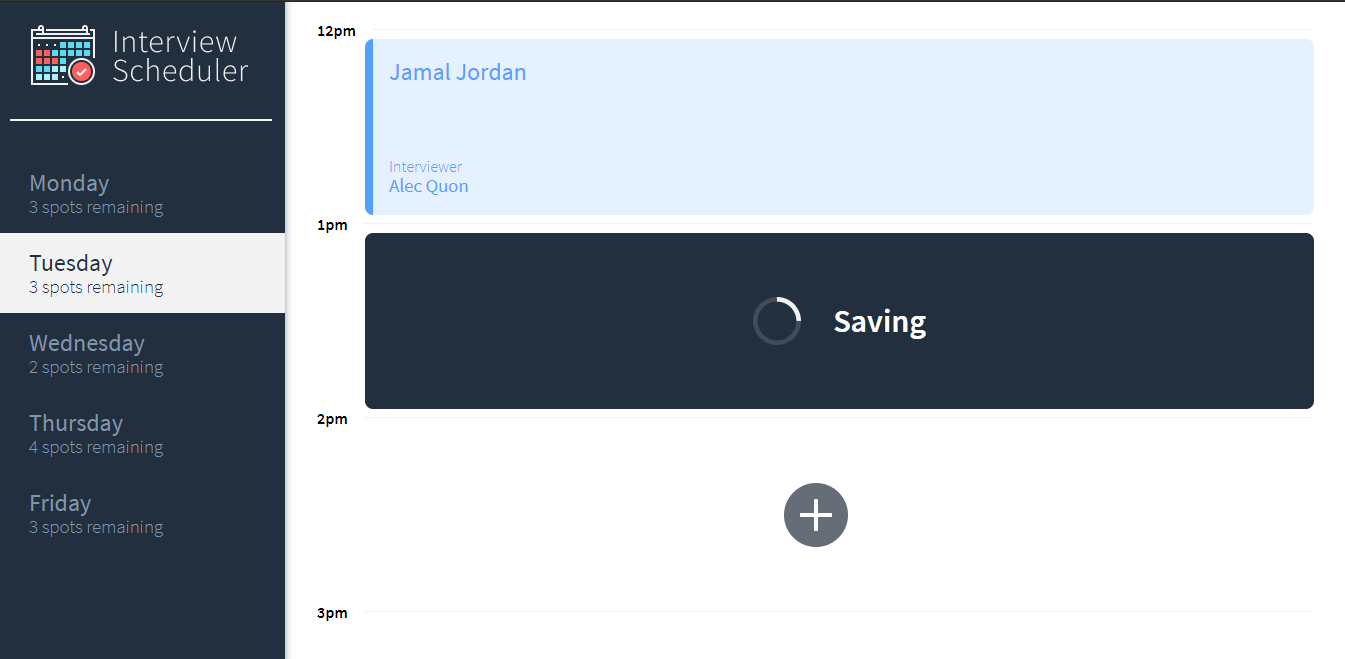 Interview
Scheduler
Monday
3 spots remaining
Tuesday
3 spots remaining
Wednesday
2 spots remaining
Thursday
4 spots remaining
Friday
3 spots remaining
12pm
Jamal Jordan
Interviewer
Alec Quon
1pm
Saving
2pm
3pm